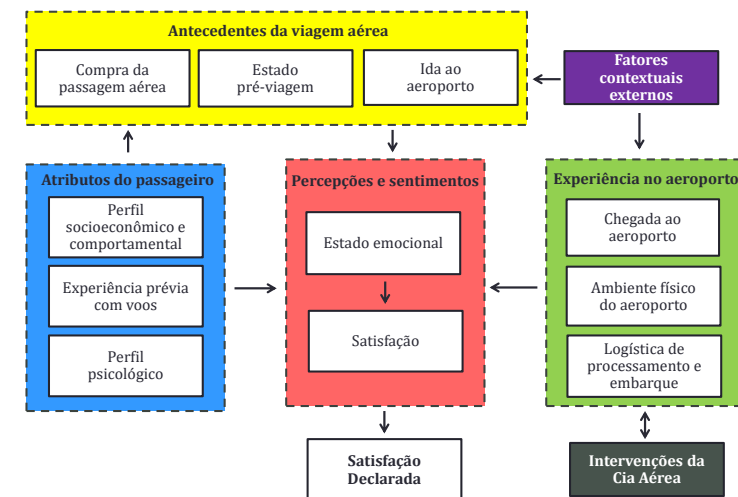 Antecedentes da viagem aérea
Compra da
passagem aérea
Estado
pré-viagem
Ida ao
aeroporto
Fatores
contextuais
externos
Atributos do passageiro
Perfil
socioeconômico e
comportamental
Experiência prévia
com voos
Perfil
psicológico
Percepções e sentimentos
Estado emocional
Satisfação
Experiência no aeroporto
Chegada ao
aeroporto
Ambiente físico
do aeroporto
Logística de
processamento e
embarque
Satisfação
Declarada
Intervenções da
Cia Aérea